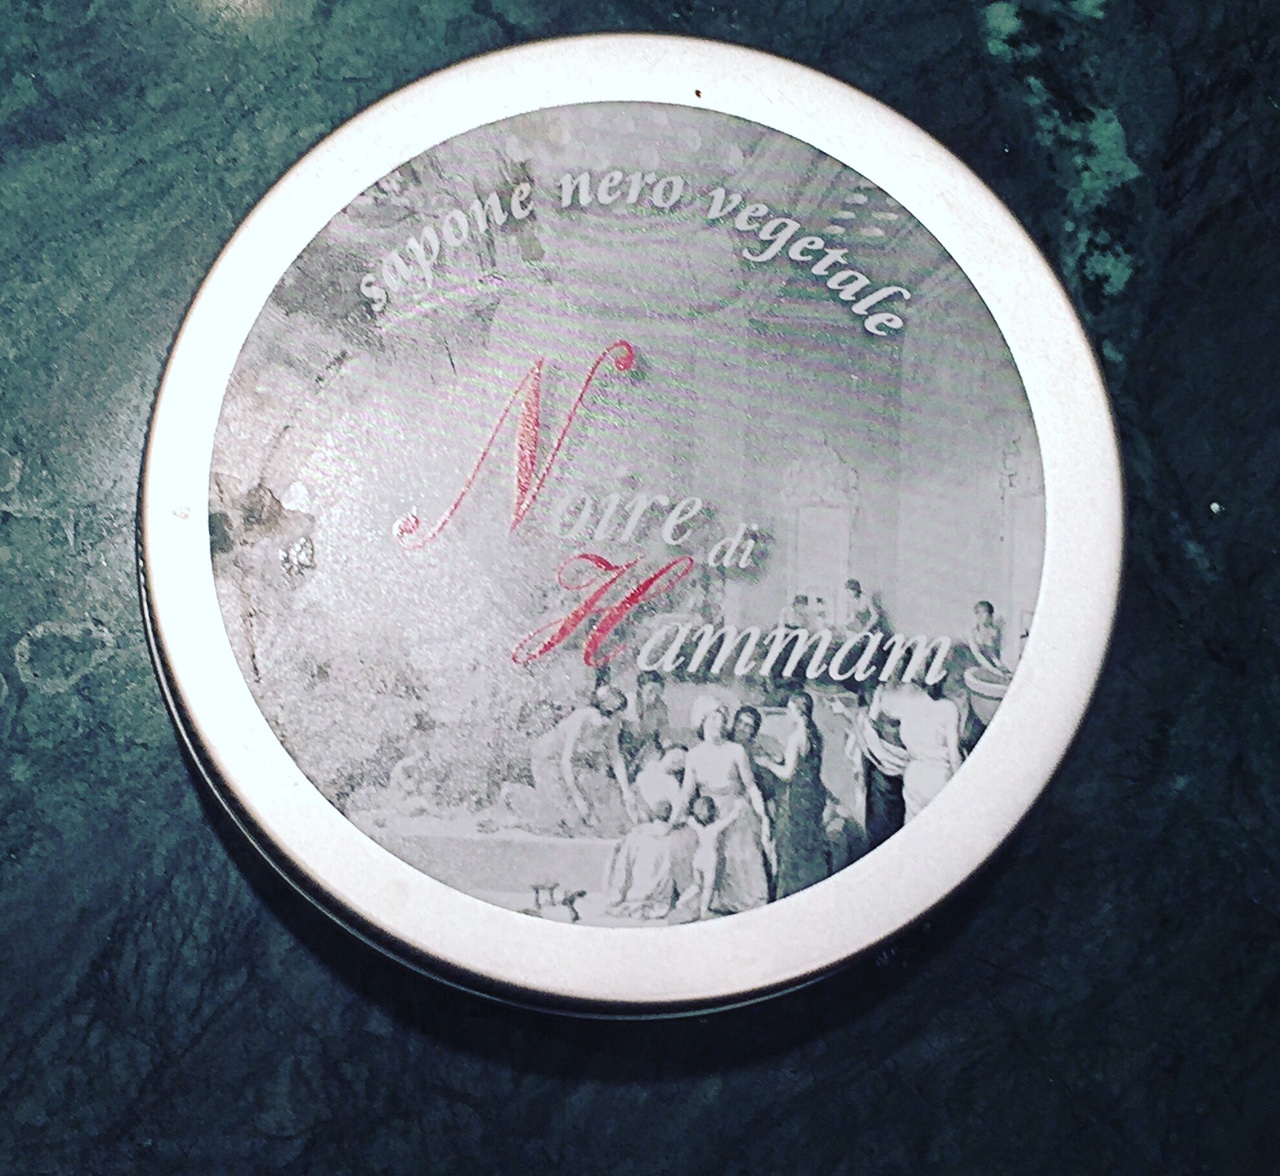 sapone nero vegetale
Noire di
Hammam